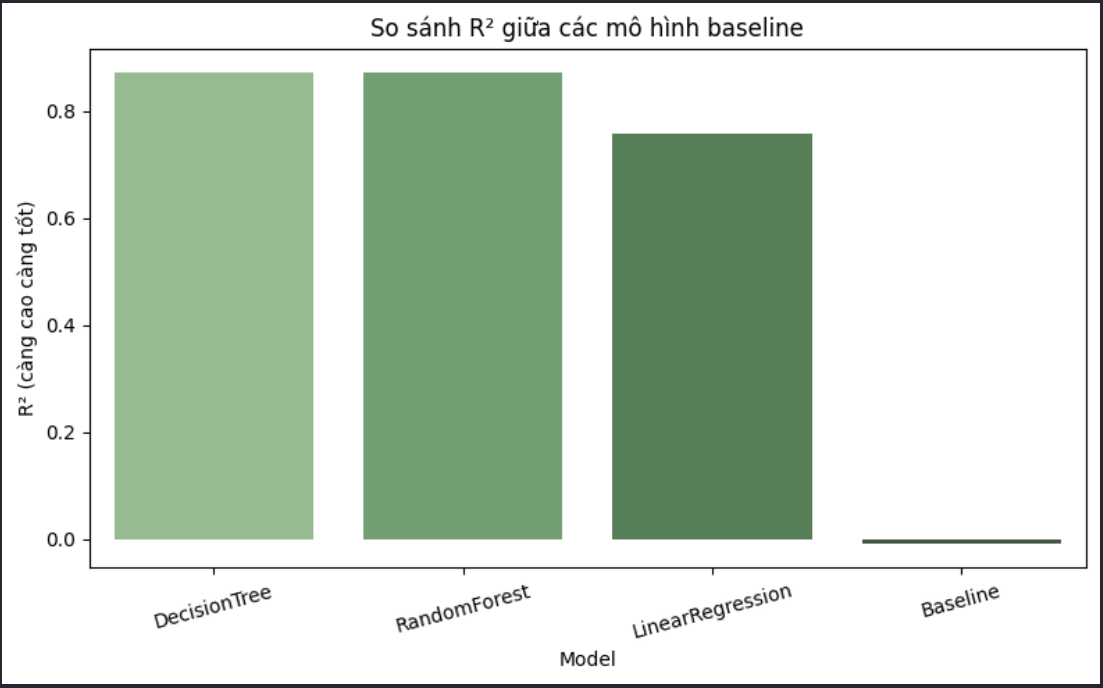 So sánh R² giữa các mô hình baseline
R² (càng cao càng tốt)
0.8
0.6
0.4
0.2
0.0
DecisionTree
RandomForest
LinearRegression
Baseline
Model